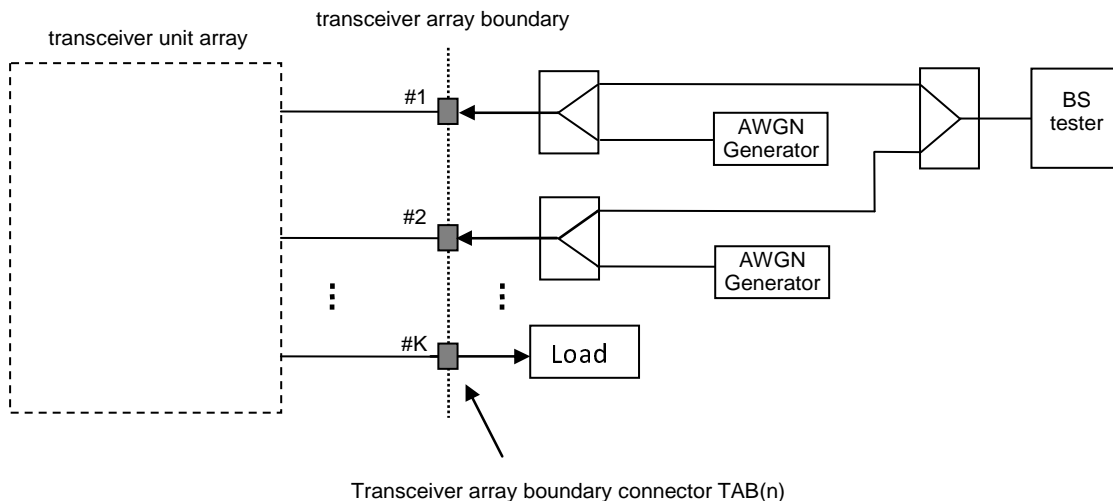 transceiver array boundary
transceiver unit array
#1
BS
tester
AWGN
Generator
#2
AWGN
Generator
#K
Load
Transceiver array boundary connector TAB(n)